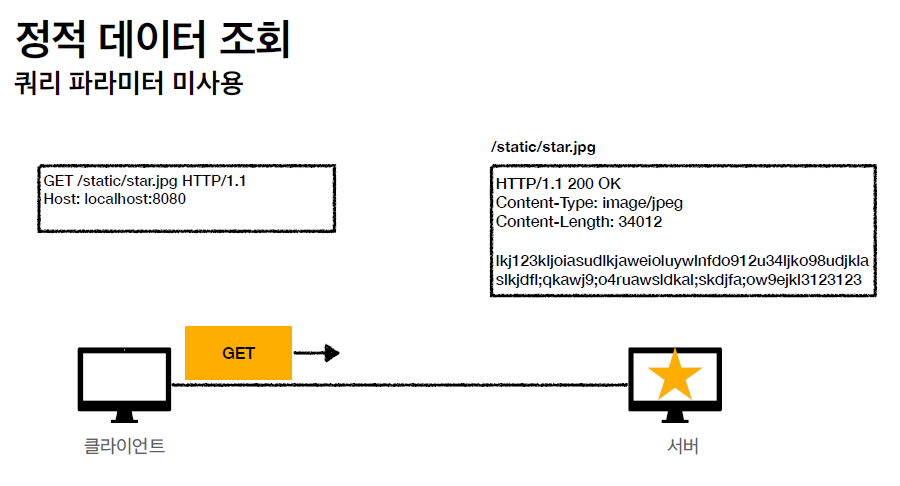 정적 데이터 조회
쿼리 파라미터 미사용
/static/star.jpg
GET /static/star.jpg HTTP/1.1
Host: localhost:8080
HTTP/1.1 200 OK
Content-Type: image/jpeg
Content-Length: 34012
lkj123kljoiasudlkjaweioluywlnfdo912u34ljko98udjkla
slkjdfl;qkawj9;o4ruawsldkal;skdjfa;ow9ejkl3123123
GET
클라이언트
서버